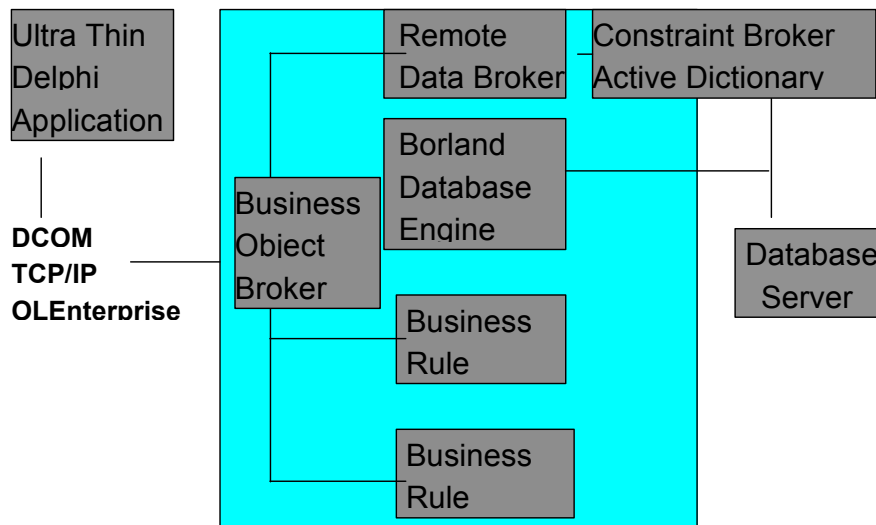 Ultra Thin
Delphi
Application
DCOM
TCP/IP
OLEnterprise
Business
Object
Broker
Remote
Data Broker
Borland
Database
Engine
Business
Rule
Business
Rule
Constraint Broker
Active Dictionary
Database
Server